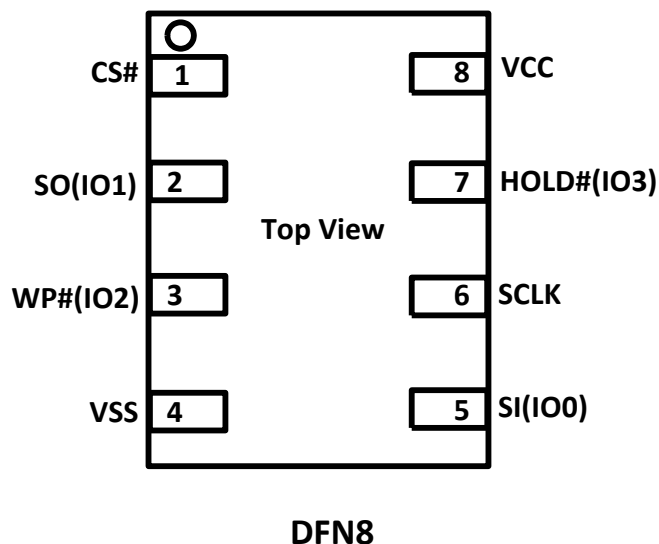 CS# 1 8 VCC
SO(IO1) 2 7 HOLD#(IO3)
Top View
WP#(IO2) 3 6 SCLK
VSS 4 5 SI(IO0)
DFN8